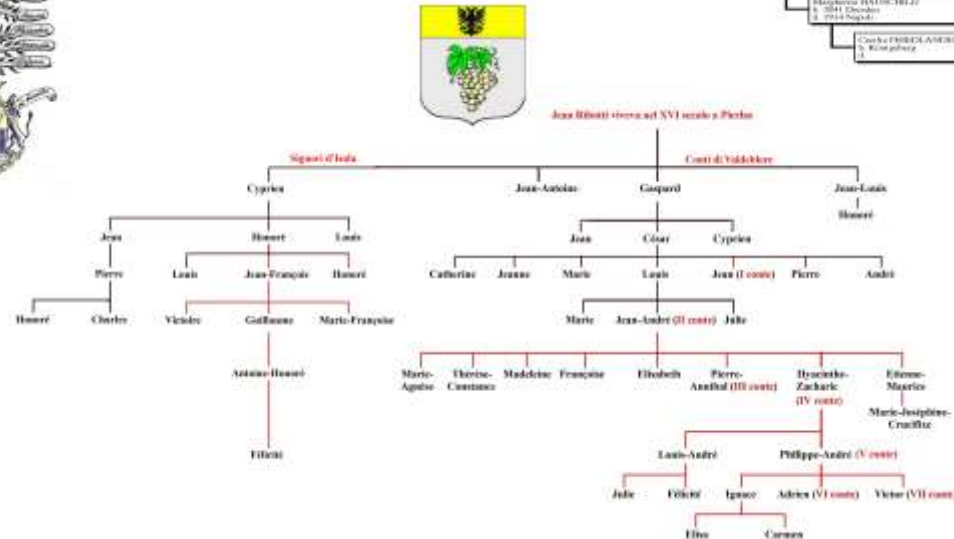 Jean Ribotti viveva nel XVI secolo a Pierlas
Signori d'Isola
Conti di Valdeblore
Cyprien Jean-Antoine Gaspard Jean-Louis
Honoré
Jean Honoré Louis Jean César Cyprien
Pierre Louis Jean-François Honoré Catherine Jeanne Marie Louis Jean (I conte) Pierre André
Honoré Charles Victoire Guillaume Marie-Françoise Marie Jean-André (II conte) Julie
Antoine-Honoré
Marie- Thérèse- Madeleine Françoise Elisabeth Pierre- Hyacinthe- Etienne-
Constance Annibal (III conte) Zacharie Maurice
(IV conte)
Marie-Joséphine-
Crucifixe
Félicité
Louis-André Philippe-André (V conte)
Julie Félicité Ignace Adrien (VI conte) Victor (VII conte)
Elise Carmen